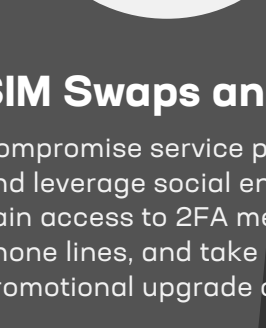 SIM Swaps an
ompromise service p
nd leverage social en
ain access to 2FA me
hone lines, and take
romotional upgrade